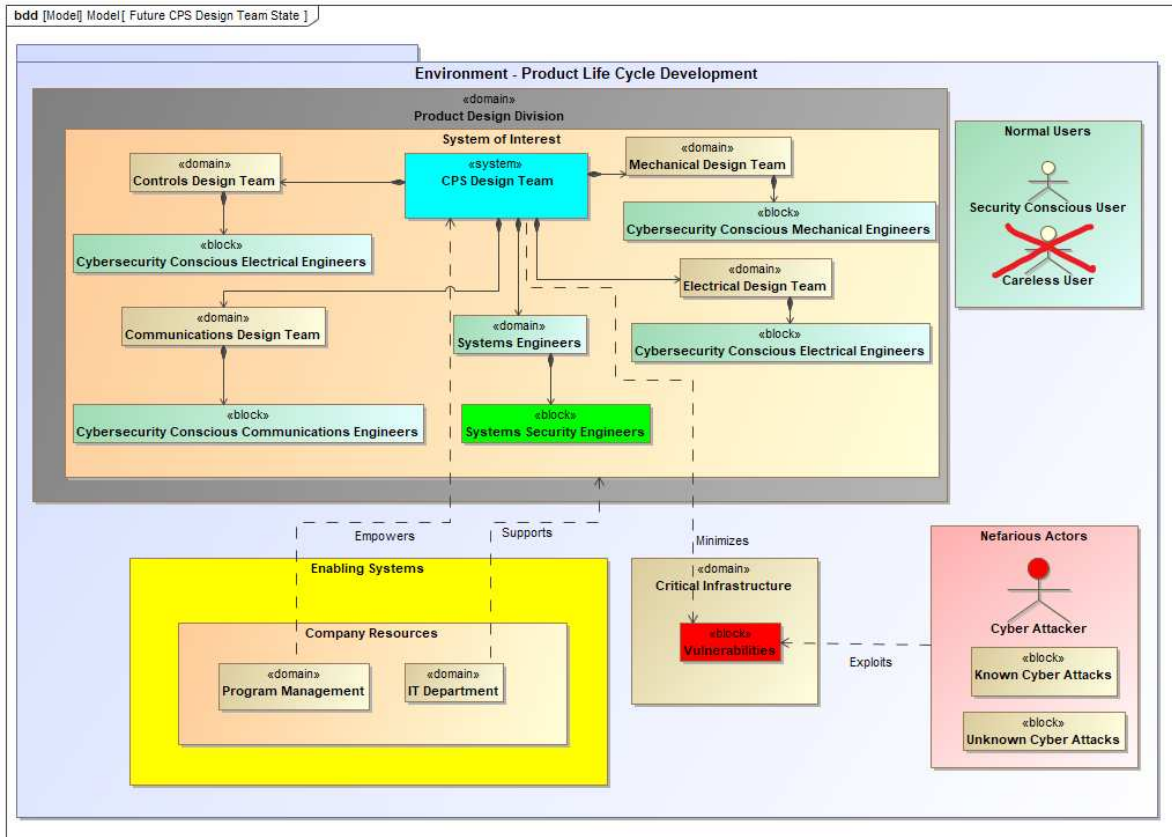 bdd [Model] Model [ Future CPS Design Team State ]
Environment - Product Life Cycle Development
«domain»
Product Design Division
System of Interest
«domain»
Controls Design Team
«system»
CPS Design Team
«domain»
Mechanical Design Team
«block»
Cybersecurity Conscious Electrical Engineers
«block»
Cybersecurity Conscious Mechanical Engineers
«domain»
Electrical Design Team
«domain»
Communications Design Team
«domain»
Systems Engineers
«block»
Cybersecurity Conscious Electrical Engineers
«block»
Cybersecurity Conscious Communications Engineers
«block»
Systems Security Engineers
Normal Users
Security Conscious User
Careless User
Empowers
Supports
Minimizes
Enabling Systems
Company Resources
«domain»
Program Management
«domain»
IT Department
«domain»
Critical Infrastructure
«block»
Vulnerabilities
Exploits
Nefarious Actors
Cyber Attacker
«block»
Known Cyber Attacks
«block»
Unknown Cyber Attacks